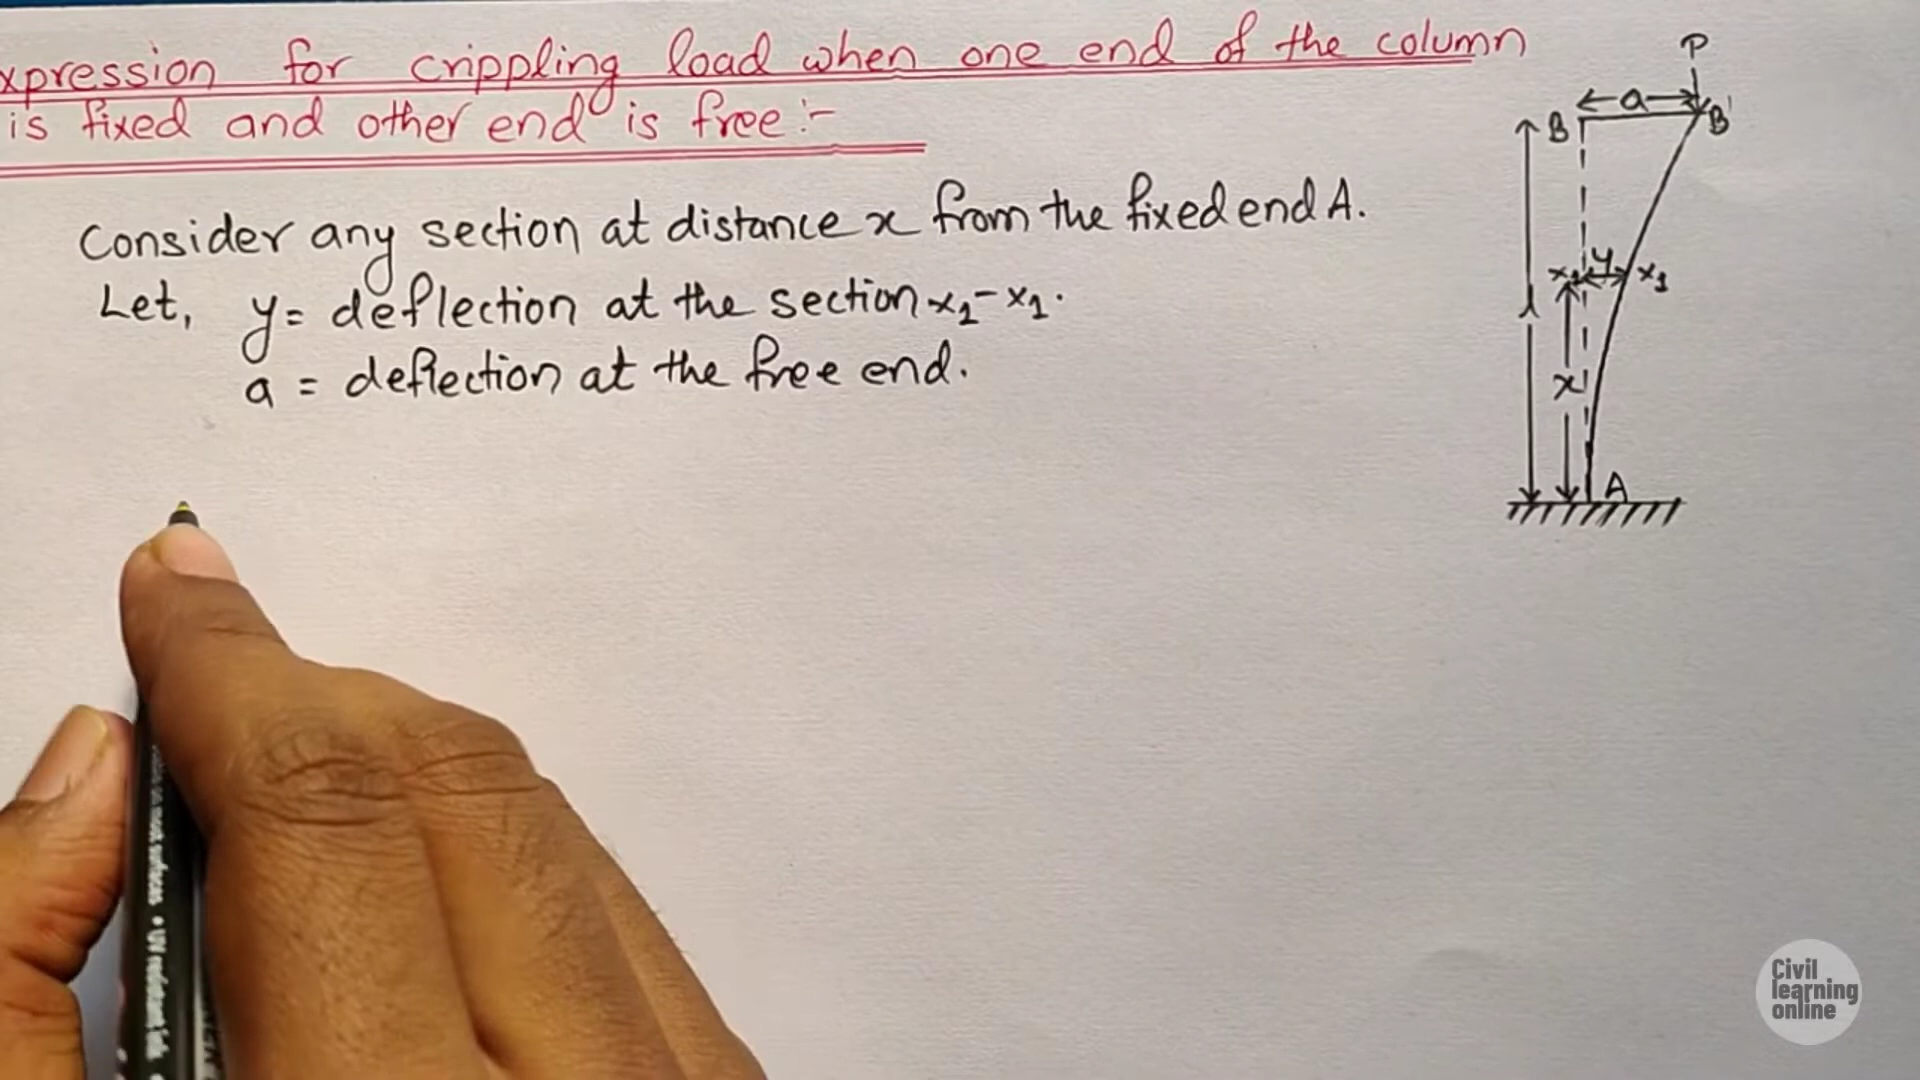 xpression for crippling load when one end of the column
is fixed and other end is free :-
Consider any section at distance x from the fixed end A.
Let, y = deflection at the section x1-x1.
a = deflection at the free end.
P
a
B B'
y
x1
l
x
A
Civil
learning
online